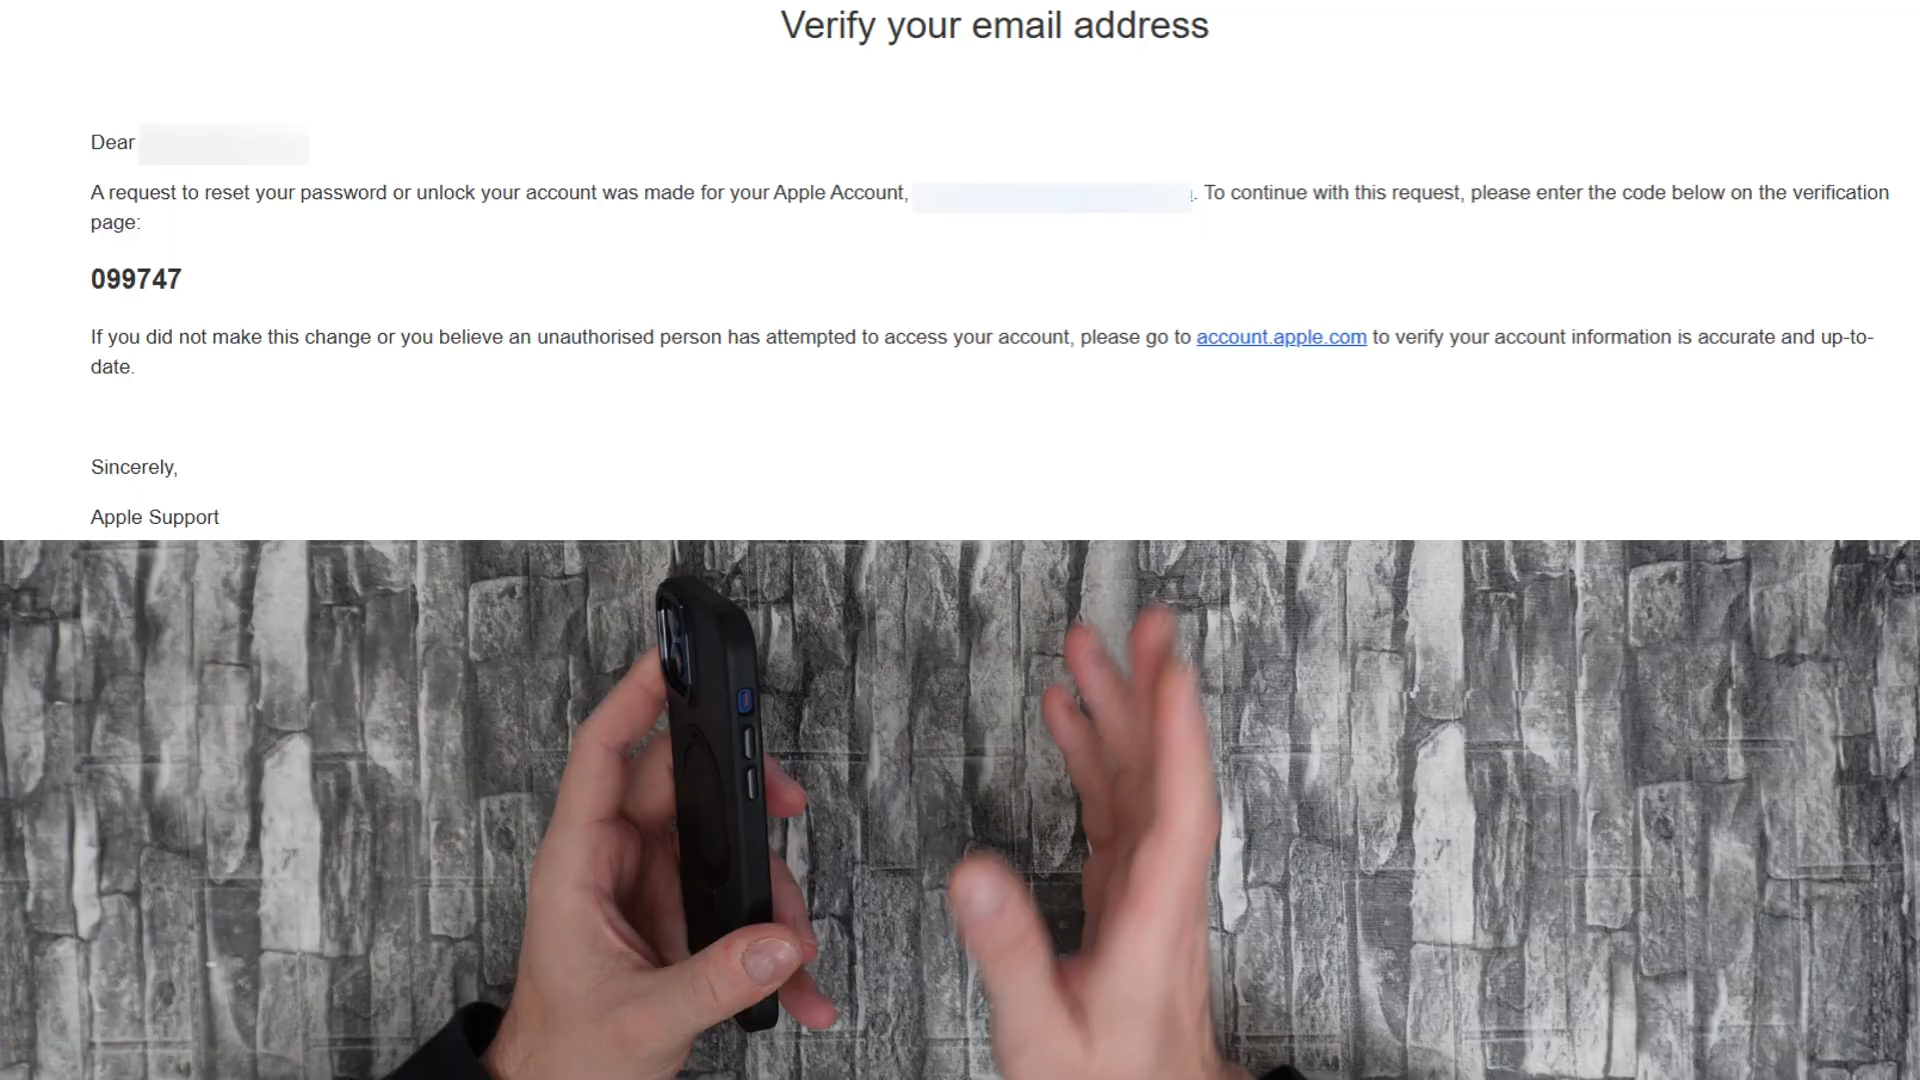 Verify your email address
Dear
A request to reset your password or unlock your account was made for your Apple Account, . To continue with this request, please enter the code below on the verification
page:
099747
If you did not make this change or you believe an unauthorised person has attempted to access your account, please go to account.apple.com to verify your account information is accurate and up-to-
date.
Sincerely,
Apple Support